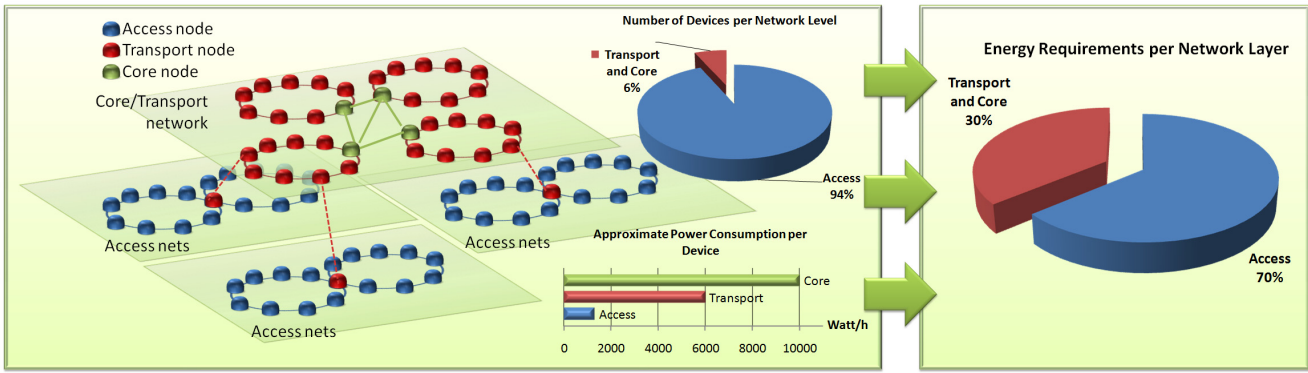 Access node
Transport node
Core node
Core/Transport
network
Access nets
Access nets
Access nets
Number of Devices per Network Level
Transport
and Core
6%
Access
94%
Approximate Power Consumption per
Device
Core
Transport
Access
Watt/h
0 2000 4000 6000 8000 10000
Energy Requirements per Network Layer
Transport
and Core
30%
Access
70%